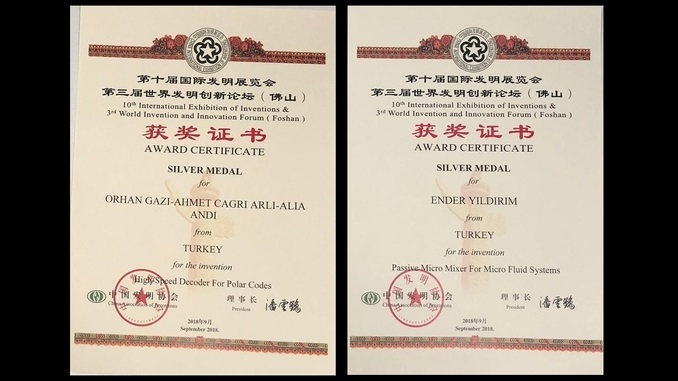 第十届国际发明展览会
第三届世界发明创新论坛（佛山）
10th International Exhibition of Inventions &
3rd World Invention and Innovation Forum ( Foshan )
获奖证书
AWARD CERTIFICATE
SILVER MEDAL
for
ORHAN GAZI-AHMET CAGRI ARLI-ALIA
ANDI
from
TURKEY
for the invention
High Speed Decoder For Polar Codes
中国发明协会
China Association of Inventions
理事长
President
2018年9月
September 2018.
第十届国际发明展览会
第三届世界发明创新论坛（佛山）
10th International Exhibition of Inventions &
3rd World Invention and Innovation Forum ( Foshan )
获奖证书
AWARD CERTIFICATE
SILVER MEDAL
for
ENDER YILDIRIM
from
TURKEY
for the invention
Passive Micro Mixer For Micro Fluid Systems
中国发明协会
China Association of Inventions
理事长
President
2018年9月
September 2018.